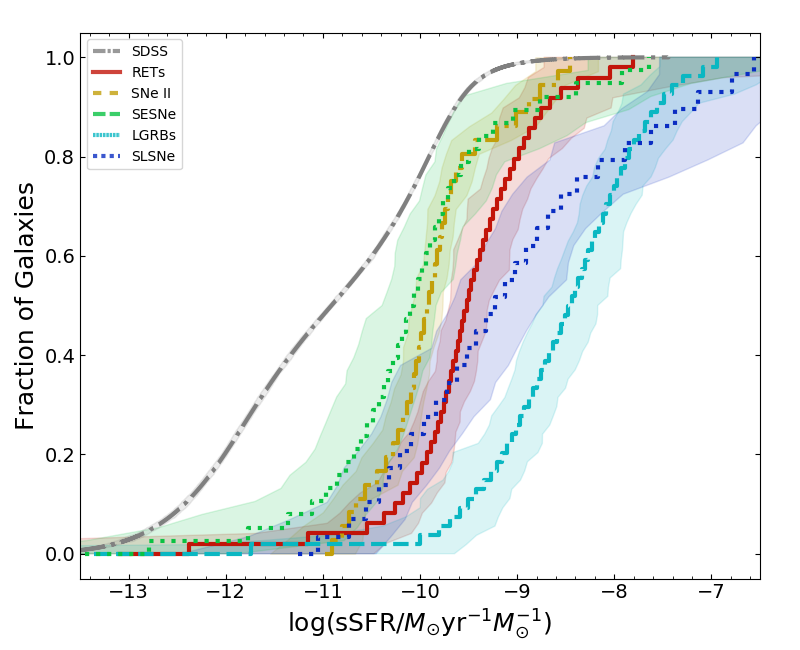 1.0
0.8
0.6
0.4
0.2
0.0
Fraction of Galaxies
SDSS
RETs
SNe II
SESNe
LGRBs
SLSNe
−13 −12 −11 −10 −9 −8 −7
log(sSFR/M⊙yr⁻¹M⊙⁻¹)